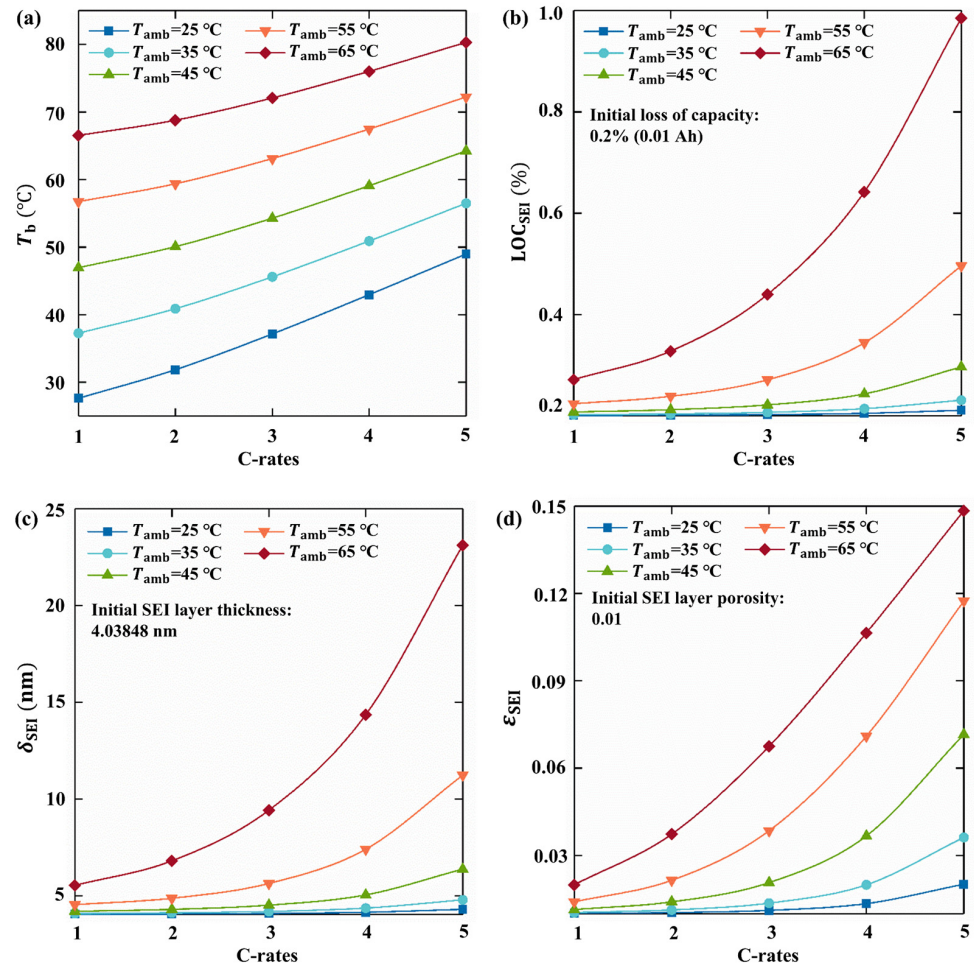 (a)
T_amb=25 °C
T_amb=55 °C
T_amb=35 °C
T_amb=65 °C
T_amb=45 °C
80
70
60
50
40
30
T_b (°C)
1 2 3 4 5
C-rates
(b)
T_amb=25 °C
T_amb=55 °C
T_amb=35 °C
T_amb=65 °C
T_amb=45 °C
Initial loss of capacity:
0.2% (0.01 Ah)
1.0
0.8
0.6
0.4
0.2
LOC_SEI (%)
1 2 3 4 5
C-rates
(c)
T_amb=25 °C
T_amb=55 °C
T_amb=35 °C
T_amb=65 °C
T_amb=45 °C
Initial SEI layer thickness:
4.03848 nm
25
20
15
10
5
δ_SEI (nm)
1 2 3 4 5
C-rates
(d)
T_amb=25 °C
T_amb=55 °C
T_amb=35 °C
T_amb=65 °C
T_amb=45 °C
Initial SEI layer porosity:
0.01
0.15
0.12
0.09
0.06
0.03
ε_SEI
1 2 3 4 5
C-rates